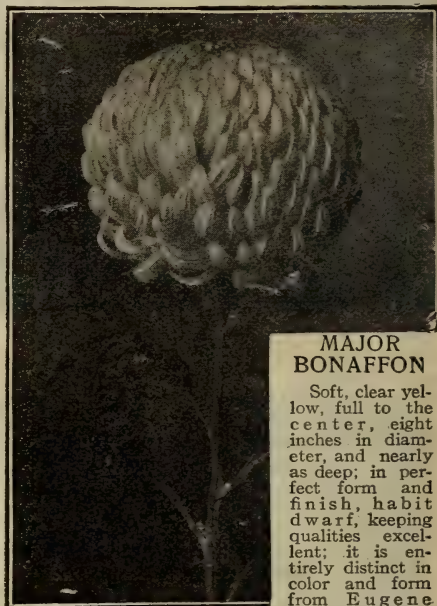 MAJOR
BONAFFON
Soft, clear yel-
low, full to the
center, eight
inches in diam-
eter, and nearly
as deep; in per-
fect form and
finish, habit
dwarf, keeping
qualities excel-
lent; it is en-
tirely distinct in
color and form
from Eugene